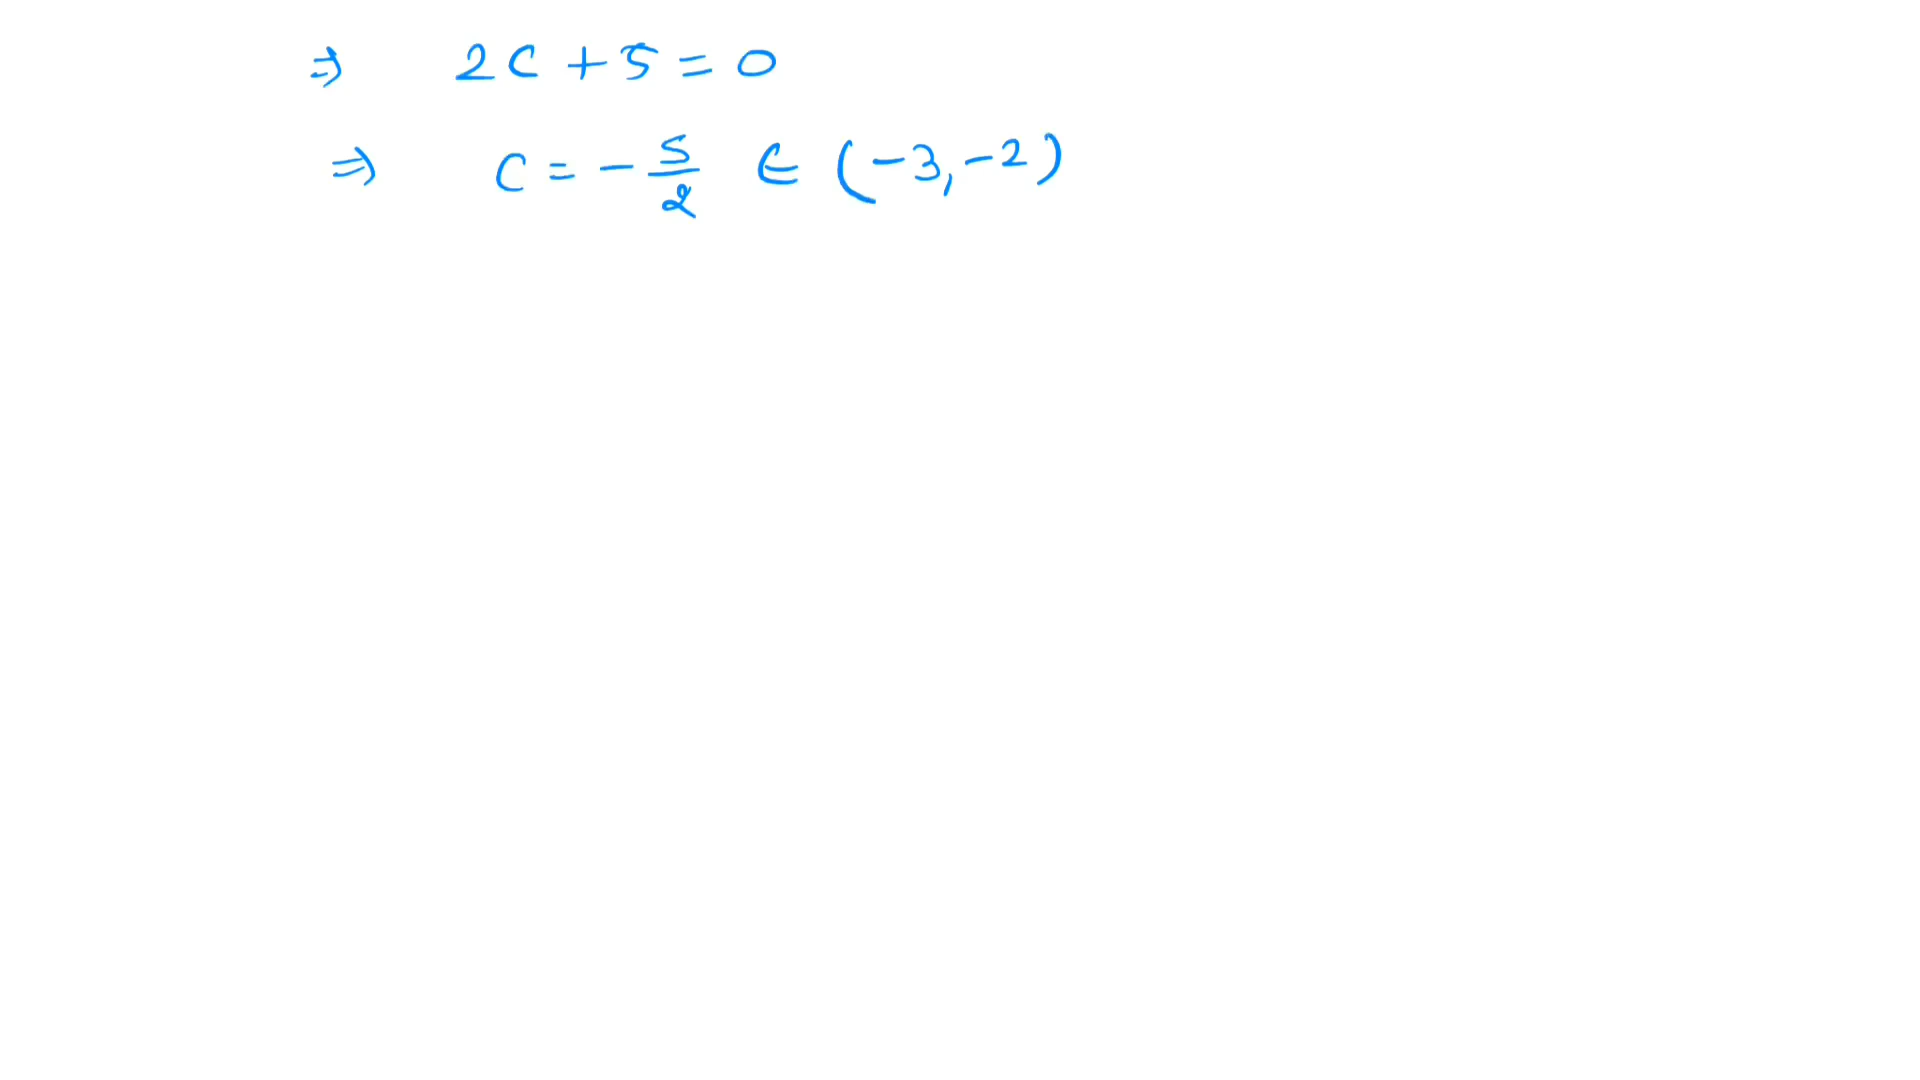 ⇒ 2c + 5 = 0
⇒ c = - 5/2 ∈ (-3, -2)